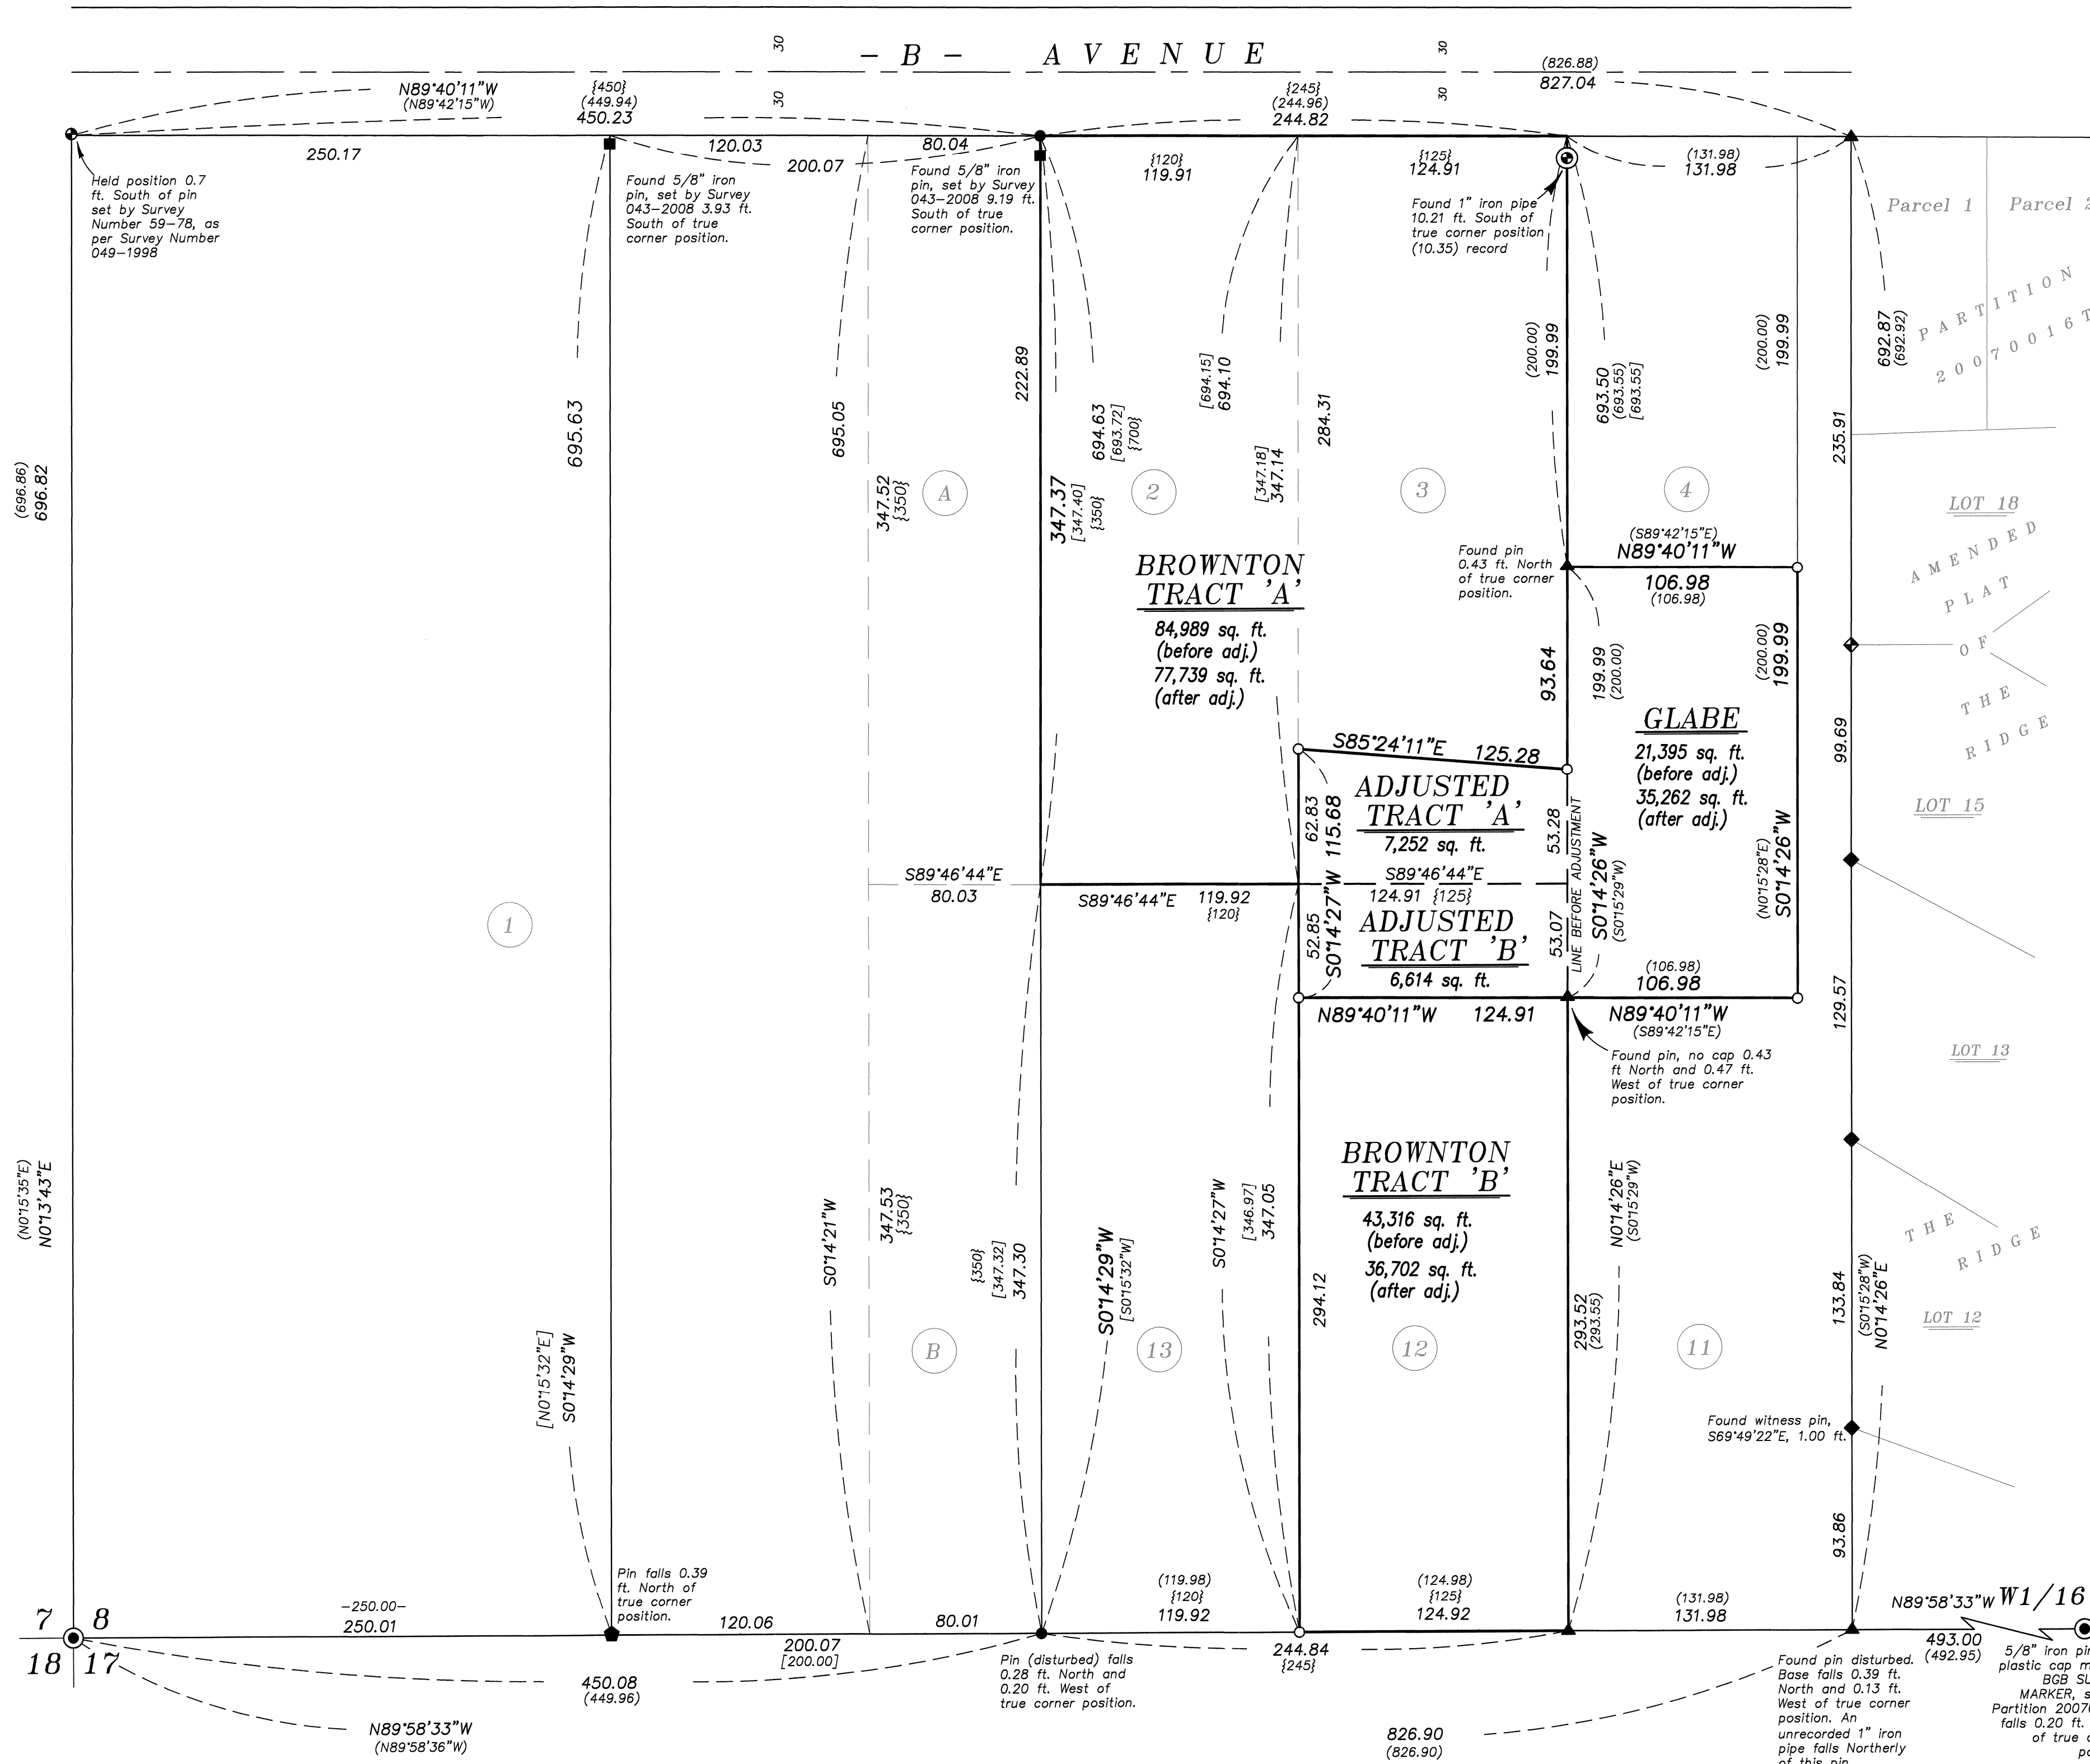 - B - AVENUE
30
30
30
30
N89°40'11"W
(N89°42'15"W)
{450}
(449.94)
450.23
{245}
(244.96)
244.82
(826.88)
827.04
250.17
120.03
200.07
80.04
{120}
119.91
{125}
124.91
(131.98)
131.98
Held position 0.7
ft. South of pin
set by Survey
Number 59-78, as
per Survey Number
049-1998
Found 5/8" iron
pin, set by Survey
043-2008 3.93 ft.
South of true
corner position.
Found 5/8" iron
pin, set by Survey
043-2008 9.19 ft.
South of true
corner position.
Found 1" iron pipe
10.21 ft. South of
true corner position
(10.35) record
Parcel 1
Parcel 2
PARTITION
20070016T
(696.86)
696.82
695.63
695.05
347.52
{350}
222.89
694.63
[693.72]
{700}
347.37
[347.40]
{350}
[694.15]
694.10
[347.18]
347.14
284.31
(200.00)
199.99
693.50
(693.55)
[693.55]
(200.00)
199.99
692.87
(692.92)
235.91
A
2
3
4
LOT 18
AMENDED
PLAT
OF
THE
RIDGE
Found pin
0.43 ft. North
of true corner
position.
(S89°42'15"E)
N89°40'11"W
106.98
(106.98)
BROWNTON
TRACT 'A'
84,989 sq. ft.
(before adj.)
77,739 sq. ft.
(after adj.)
93.64
199.99
(200.00)
(200.00)
199.99
GLABE
21,395 sq. ft.
(before adj.)
35,262 sq. ft.
(after adj.)
99.69
LOT 15
S85°24'11"E 125.28
ADJUSTED
TRACT 'A'
7,252 sq. ft.
62.83
S0°14'27"W 115.68
52.85
53.28
53.07
LINE BEFORE ADJUSTMENT
S0°14'26"W
(S0°15'29"W)
(N0°15'28"E)
S0°14'26"W
S89°46'44"E
80.03
S89°46'44"E 119.92
{120}
S89°46'44"E
124.91 {125}
ADJUSTED
TRACT 'B'
6,614 sq. ft.
1
(106.98)
106.98
N89°40'11"W 124.91
N89°40'11"W
(S89°42'15"E)
129.57
LOT 13
Found pin, no cap 0.43
ft North and 0.47 ft.
West of true corner
position.
BROWNTON
TRACT 'B'
43,316 sq. ft.
(before adj.)
36,702 sq. ft.
(after adj.)
(N0°15'35"E)
N0°13'43"E
[N0°15'32"E]
S0°14'29"W
S0°14'21"W
347.53
{350}
{350}
[347.32]
347.30
S0°14'29"W
[S0°15'32"W]
S0°14'27"W
[346.97]
347.05
294.12
293.52
(293.55)
N0°14'26"E
(S0°15'29"W)
133.84
(S0°15'28"W)
N0°14'26"E
THE
RIDGE
LOT 12
B
13
12
11
Found witness pin,
S69°49'22"E, 1.00 ft.
93.86
Pin falls 0.39
ft. North of
true corner
position.
7 8
18 17
-250.00-
250.01
120.06
80.01
200.07
[200.00]
(119.98)
{120}
119.92
(124.98)
{125}
124.92
(131.98)
131.98
N89°58'33"W W1/16
493.00
(492.95)
450.08
(449.96)
244.84
{245}
Pin (disturbed) falls
0.28 ft. North and
0.20 ft. West of
true corner position.
N89°58'33"W
(N89°58'36"W)
826.90
(826.90)
Found pin disturbed.
Base falls 0.39 ft.
North and 0.13 ft.
West of true corner
position. An
unrecorded 1" iron
pipe falls Northerly
of this pin
5/8" iron pin
plastic cap
BGB
MARKER,
Partition
falls 0.20 ft.
of true